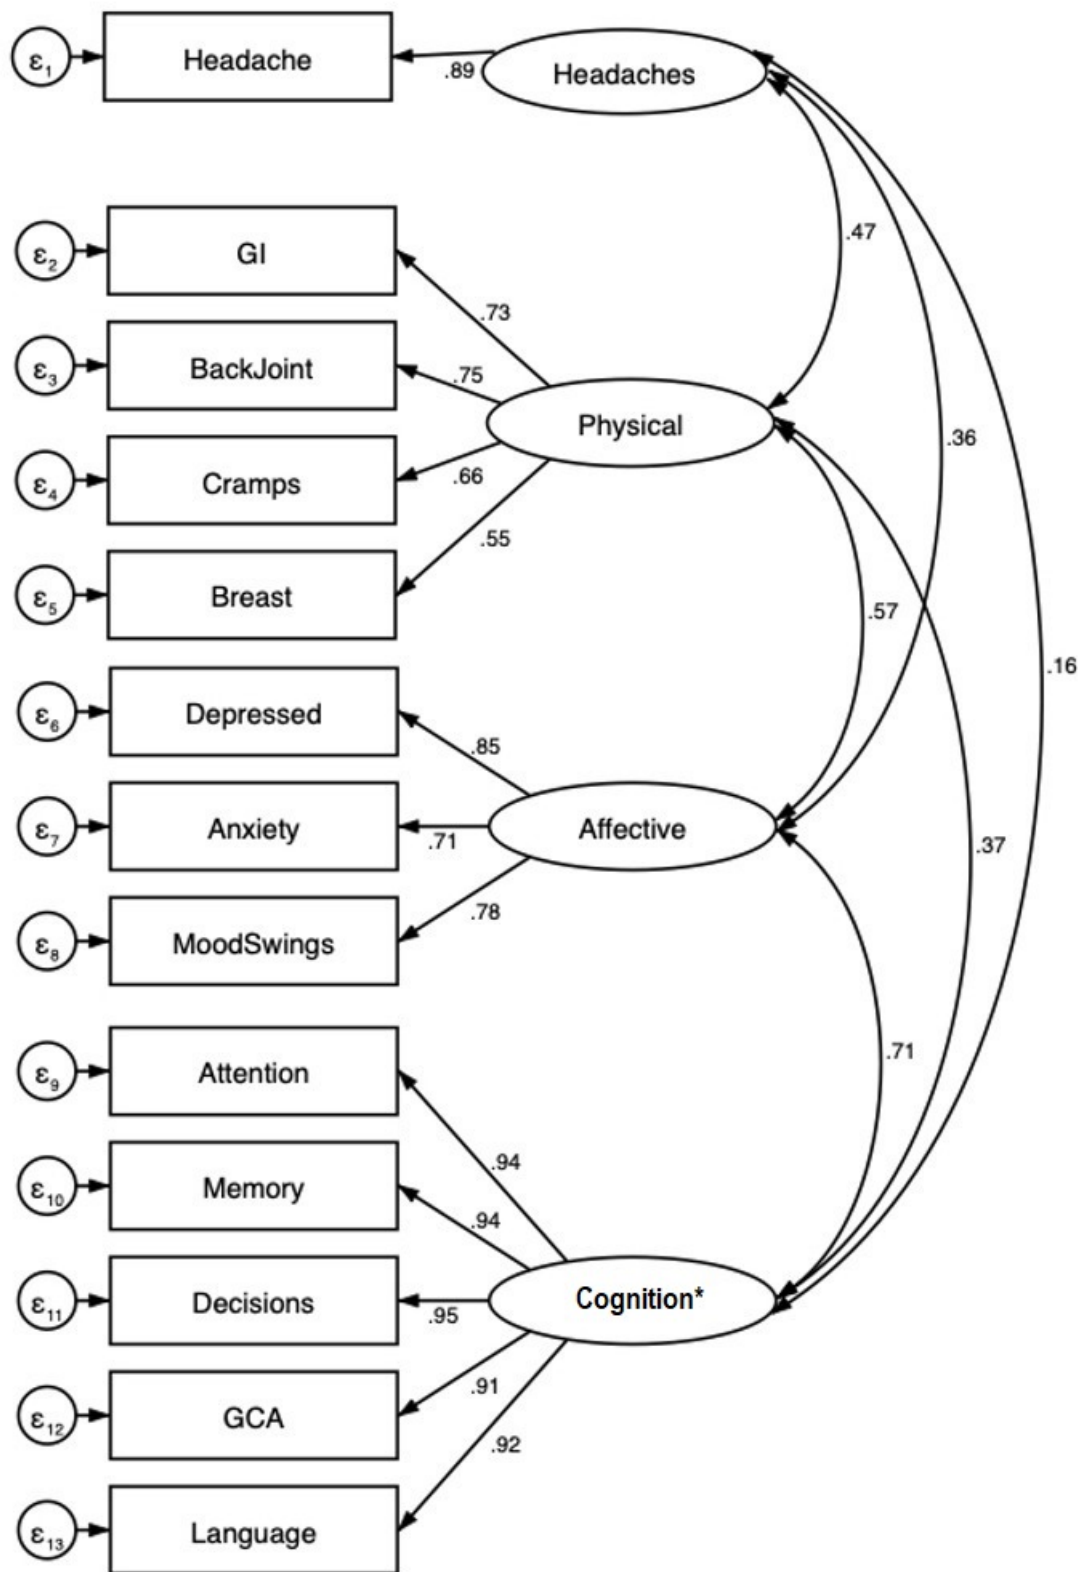 ε1
Headache
.89
Headaches
.47
.36
.16
ε2
GI
.73
ε3
BackJoint
.75
Physical
ε4
Cramps
.66
ε5
Breast
.55
.57
.37
ε6
Depressed
.85
ε7
Anxiety
.71
Affective
ε8
MoodSwings
.78
.71
ε9
Attention
.94
ε10
Memory
.94
ε11
Decisions
.95
Cognition*
ε12
GCA
.91
ε13
Language
.92